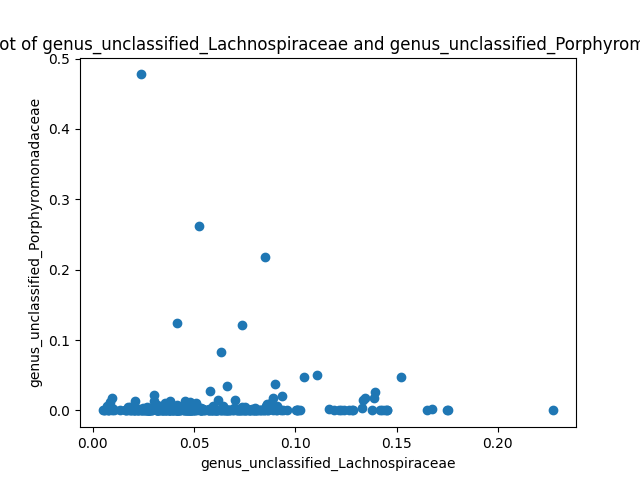 ot of genus_unclassified_Lachnospiraceae and genus_unclassified_Porphyrom
0.5
0.4
0.3
0.2
0.1
0.0
genus_unclassified_Porphyromonadaceae
0.00 0.05 0.10 0.15 0.20
genus_unclassified_Lachnospiraceae